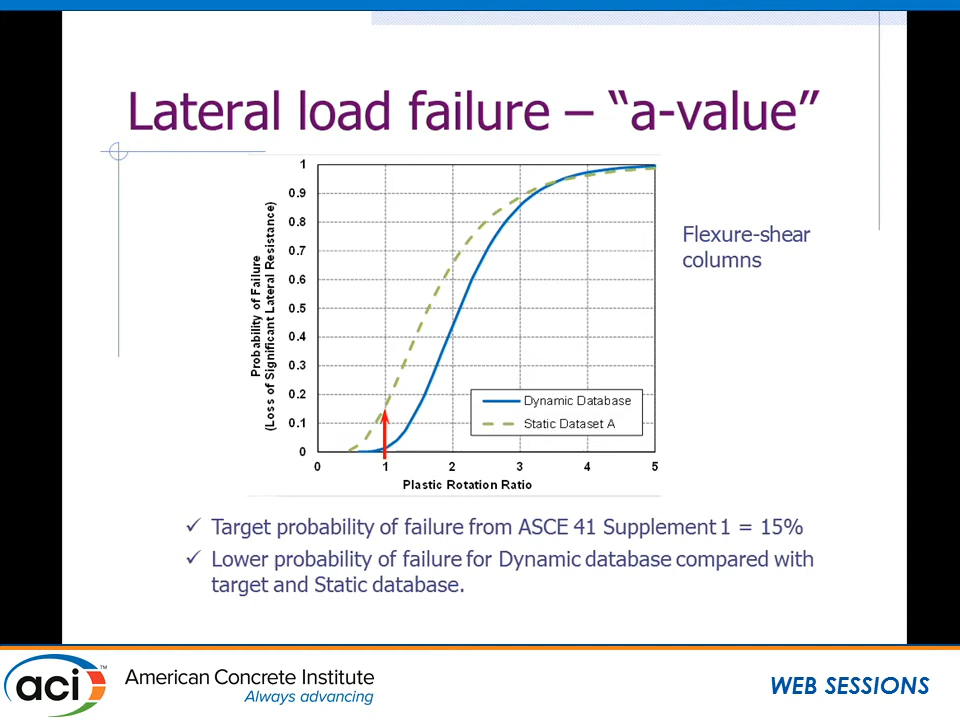 Lateral load failure – “a-value”
Probability of Failure
(Loss of Significant Lateral Resistance)
1
0.9
0.8
0.7
0.6
0.5
0.4
0.3
0.2
0.1
0
0 1 2 3 4 5
Plastic Rotation Ratio
Dynamic Database
Static Dataset A
Flexure-shear
columns
✓ Target probability of failure from ASCE 41 Supplement 1 = 15%
✓ Lower probability of failure for Dynamic database compared with
target and Static database.
aci™
American Concrete Institute
Always advancing
WEB SESSIONS